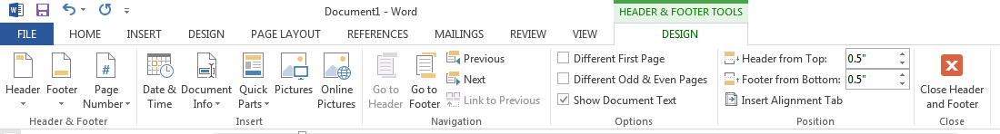 Document1 - Word
HEADER & FOOTER TOOLS
FILE HOME INSERT DESIGN PAGE LAYOUT REFERENCES MAILINGS REVIEW VIEW DESIGN
Header
Footer
Page
Number
Header & Footer
Date &
Time
Document
Info
Quick
Parts
Pictures
Online
Pictures
Insert
Go to
Header
Go to
Footer
Previous
Next
Link to Previous
Navigation
Different First Page
Different Odd & Even Pages
Show Document Text
Options
Header from Top: 0.5"
Footer from Bottom: 0.5"
Insert Alignment Tab
Position
Close Header
and Footer
Close